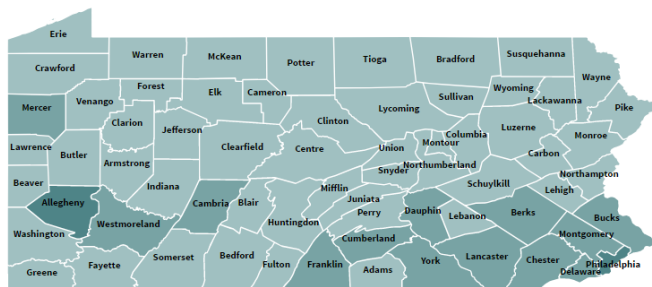 Erie
Warren
McKean
Potter
Tioga
Bradford
Susquehanna
Crawford
Wayne
Forest
Elk
Cameron
Wyoming
Lackawanna
Sullivan
Mercer
Venango
Lycoming
Pike
Clarion
Clinton
Jefferson
Luzerne
Columbia
Monroe
Montour
Lawrence
Butler
Clearfield
Centre
Union
Carbon
Armstrong
Northumberland
Snyder
Northampton
Beaver
Indiana
Mifflin
Schuylkill
Lehigh
Juniata
Allegheny
Cambria
Blair
Perry
Dauphin
Lebanon
Berks
Bucks
Westmoreland
Huntingdon
Washington
Cumberland
Montgomery
Somerset
Bedford
Fulton
Franklin
York
Lancaster
Chester
Philadelphia
Fayette
Adams
Delaware
Greene